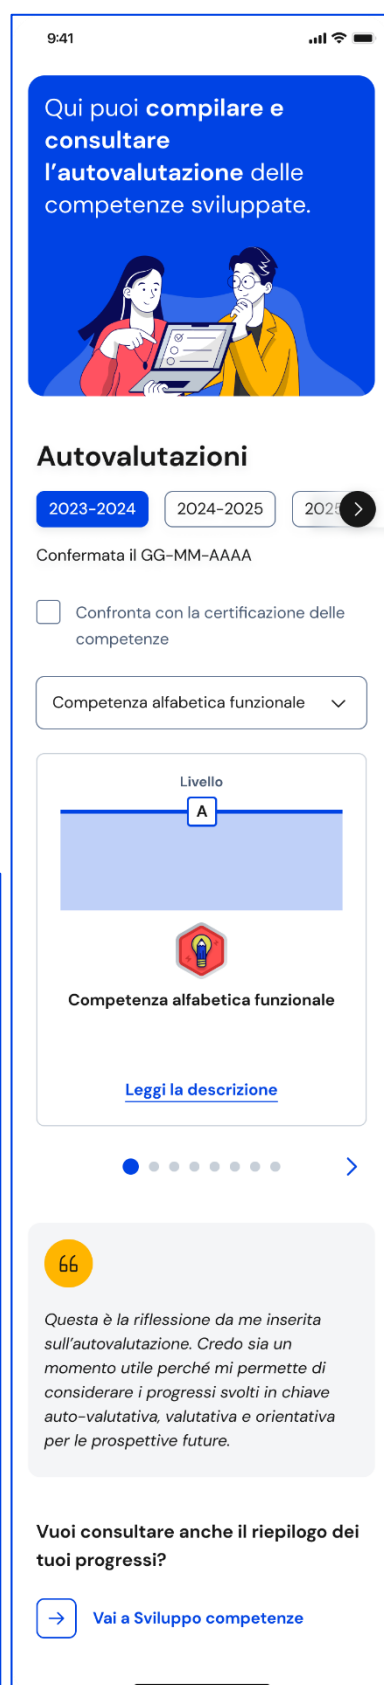 9:41
Qui puoi compilare e
consultare
l'autovalutazione delle
competenze sviluppate.
Autovalutazioni
2023-2024
2024-2025
2025
Confermata il GG-MM-AAAA
Confronta con la certificazione delle
competenze
Competenza alfabetica funzionale
Livello
A
Competenza alfabetica funzionale
Leggi la descrizione
Questa è la riflessione da me inserita
sull'autovalutazione. Credo sia un
momento utile perché mi permette di
considerare i progressi svolti in chiave
auto-valutativa, valutativa e orientativa
per le prospettive future.
Vuoi consultare anche il riepilogo dei
tuoi progressi?
Vai a Sviluppo competenze